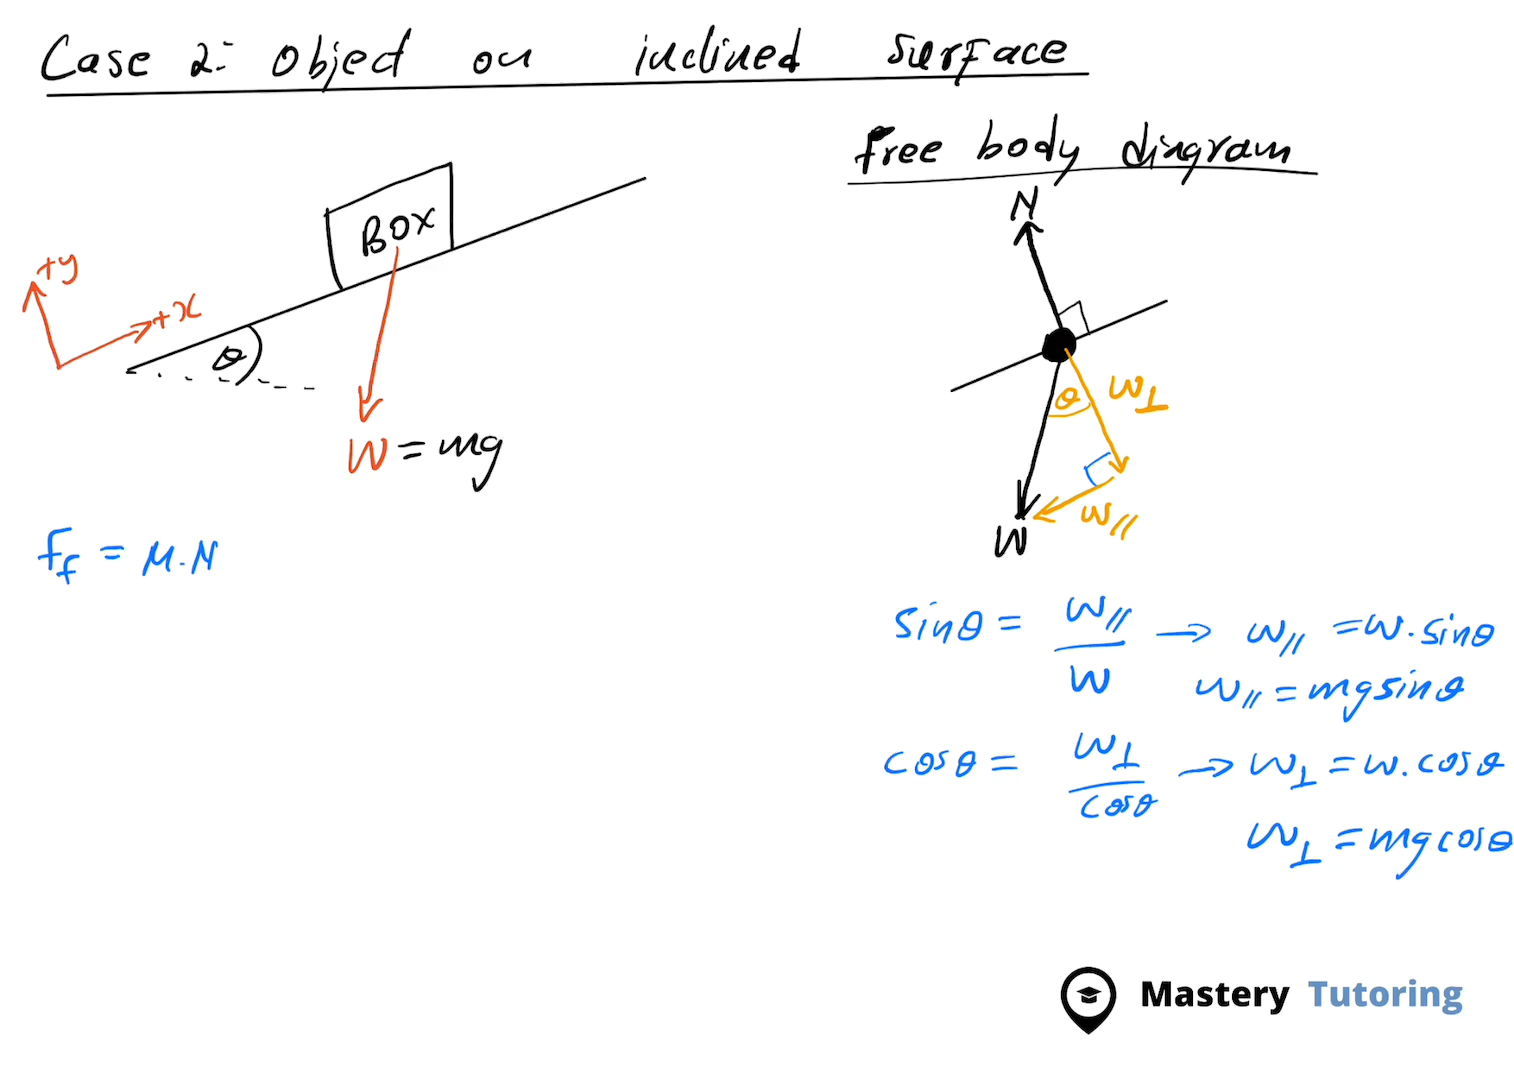 Case 2: Object on inclined surface
Free body diagram
N
BOX
+y
+x
θ
W = mg
θ
W⊥
W//
W
Ff = μ.N
sinθ = W// / W → W// = W.sinθ
W// = mgsinθ
cosθ = W⊥ / cosθ → W⊥ = W.cosθ
W⊥ = mgcosθ
Mastery Tutoring